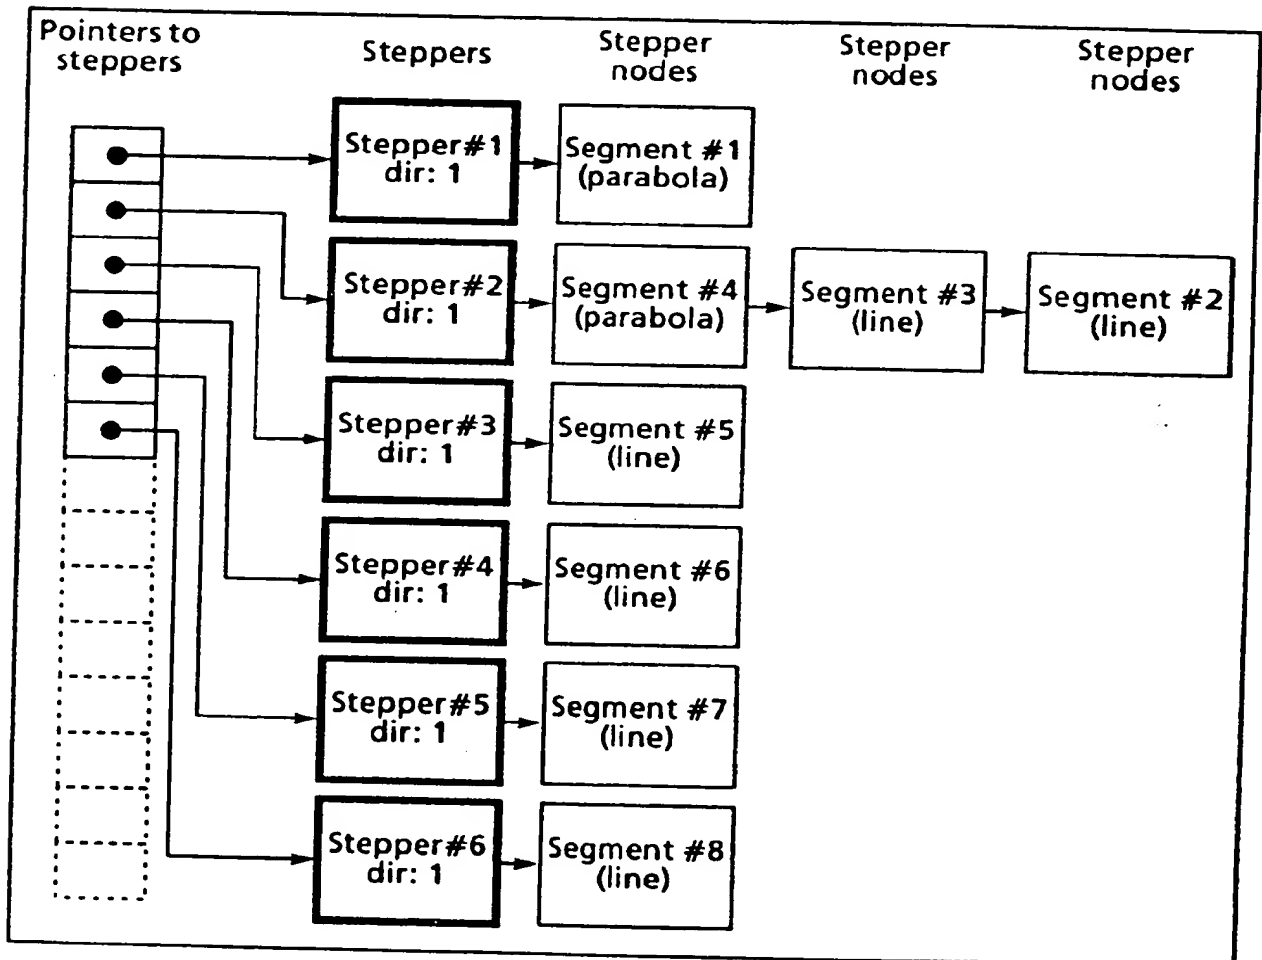 Pointers to
steppers
Steppers
Stepper
nodes
Stepper
nodes
Stepper
nodes
Stepper#1
dir: 1
Segment #1
(parabola)
Stepper#2
dir: 1
Segment #4
(parabola)
Segment #3
(line)
Segment #2
(line)
Stepper#3
dir: 1
Segment #5
(line)
Stepper#4
dir: 1
Segment #6
(line)
Stepper#5
dir: 1
Segment #7
(line)
Stepper#6
dir: 1
Segment #8
(line)